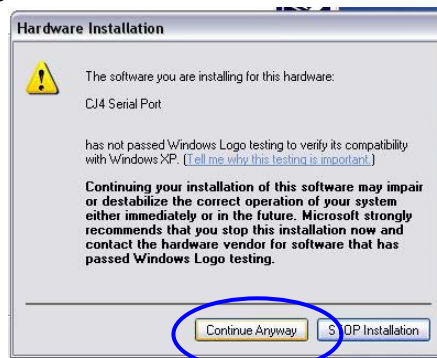 Hardware Installation
The software you are installing for this hardware:
CJ4 Serial Port
has not passed Windows Logo testing to verify its compatibility
with Windows XP. (Tell me why this testing is important.)
Continuing your installation of this software may impair
or destabilize the correct operation of your system
either immediately or in the future. Microsoft strongly
recommends that you stop this installation now and
contact the hardware vendor for software that has
passed Windows Logo testing.
Continue Anyway
STOP Installation